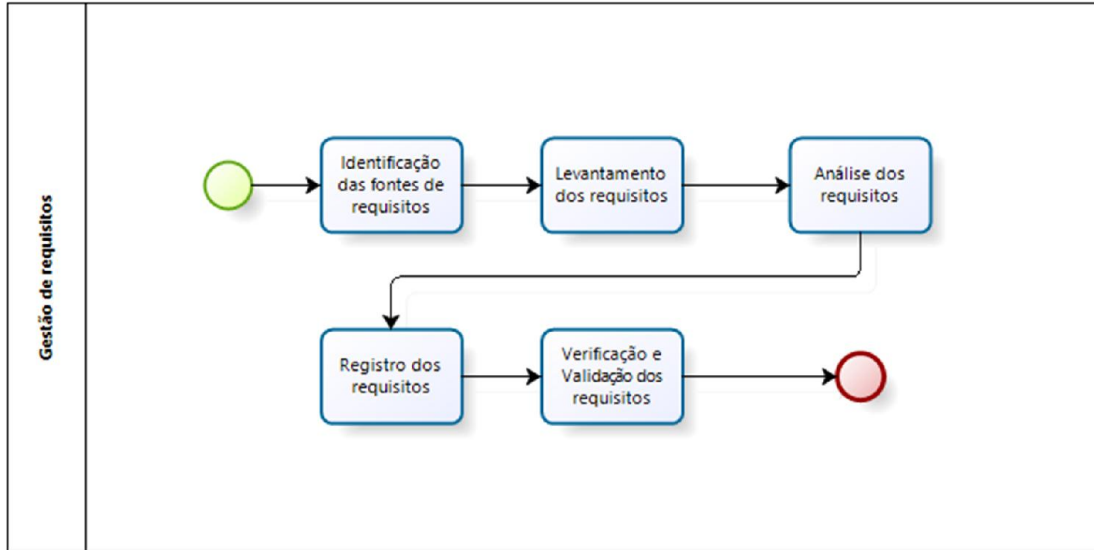 Gestão de requisitos
Identificação
das fontes de
requisitos
Levantamento
dos requisitos
Análise dos
requisitos
Registro dos
requisitos
Verificação e
Validação dos
requisitos